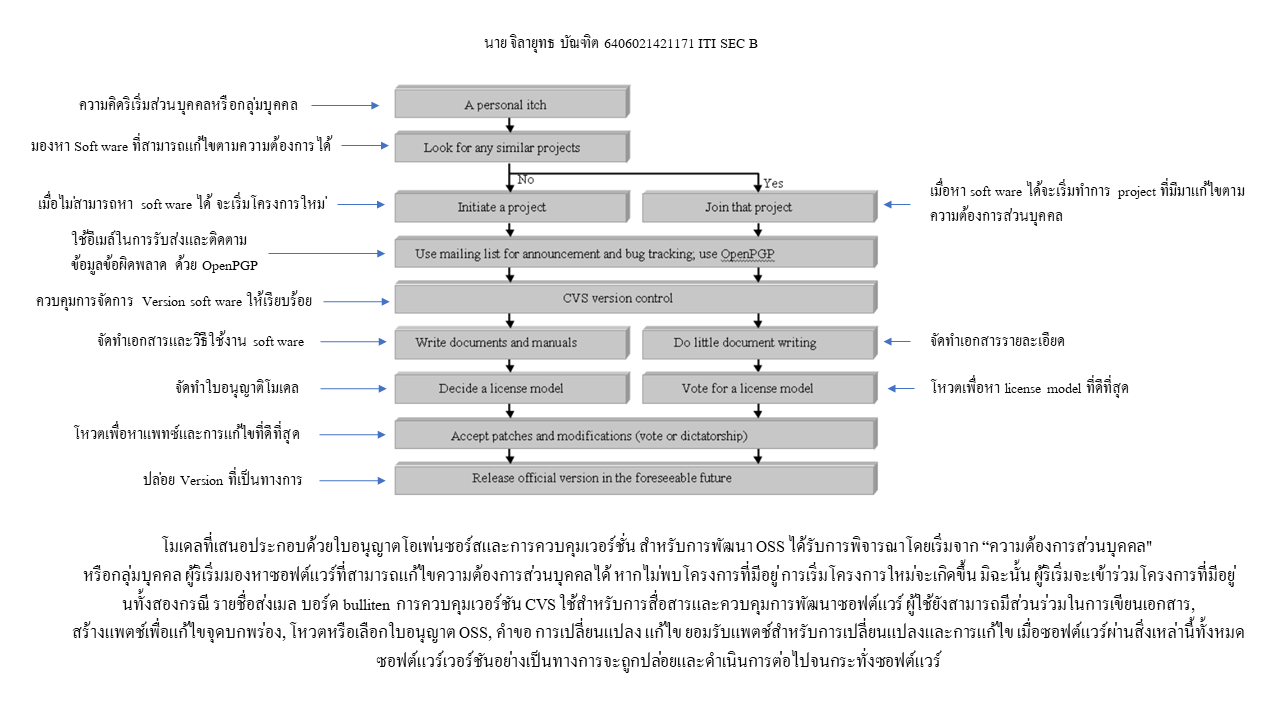 นาย จิลายุทธ บัณฑิต 6406021421171 ITI SEC B
ความคิดริเริ่มส่วนบุคคลหรือกลุ่มบุคคล
A personal itch
มองหา Soft ware ที่สามารถแก้ไขตามความต้องการ ได้
Look for any similar projects
No
Yes
เมื่อไม่สามารถหา soft ware ได้ จะเริ่มโครงการใหม่'
Initiate a project
Join that project
เมื่อหา soft ware ได้จะเริ่มทำการ project ที่มีมาแก้ไขตาม
ความต้องการส่วนบุคคล
ใช้อีเมล์ในการรับส่งและติดตาม
ข้อมูลข้อผิดพลาด ด้วย OpenPGP
Use mailing list for announcement and bug tracking; use OpenPGP
ควบคุมการจัดการ Version soft ware ให้เรียบร้อย
CVS version control
จัดทำเอกสารและวิธีใช้งาน soft ware
Write documents and manuals
Do little document writing
จัดทำเอกสารรายละเอียด
จัดทำใบอนุญาติโมเดล
Decide a license model
Vote for a license model
โหวตเพื่อหา license model ที่ดีที่สุด
โหวตเพื่อหาแพทซ์และการแก้ไขที่ดีที่สุด
Accept patches and modifications (vote or dictatorship)
ปล่อย Version ที่เป็นทางการ
Release official version in the foreseeable future
โมเดลที่เสนอประกอบด้วยใบอนุญาตโอเพ่นซอร์สและการควบคุมเวอร์ชั่น สำหรับการพัฒนา OSS ได้รับการพิจารณาโดยเริ่มจาก “ความต้องการส่วนบุคคล"
หรือกลุ่มบุคคล ผู้ริเริ่มมองหาซอฟต์แวร์ที่สามารถแก้ไขความต้องการส่วนบุคคลได้ หากไม่พบโครงการที่มีอยู่ การเริ่มโครงการใหม่จะเกิดขึ้น มิฉะนั้น ผู้ริเริ่มจะเข้าร่วมโครงการที่มีอยู่
นทั้งสองกรณี รายชื่อส่งเมล บอร์ด bulliten การควบคุมเวอร์ชัน CVS ใช้สำหรับการสื่อสารและควบคุมการพัฒนาซอฟต์แวร์ ผู้ใช้ยังสามารถมีส่วนร่วมในการเขียนเอกสาร,
สร้างแพตช์เพื่อแก้ไขจุดบกพร่อง, โหวตหรือเลือกใบอนุญาต OSS, คำขอ การเปลี่ยนแปลง แก้ไข ยอมรับแพตช์สำหรับการเปลี่ยนแปลงและการแก้ไข เมื่อซอฟต์แวร์ผ่านสิ่งเหล่านี้ทั้งหมด
ซอฟต์แวร์เวอร์ชันอย่างเป็นทางการจะถูกปล่อยและดำเนินการต่อไปจนกระทั่งซอฟต์แวร์